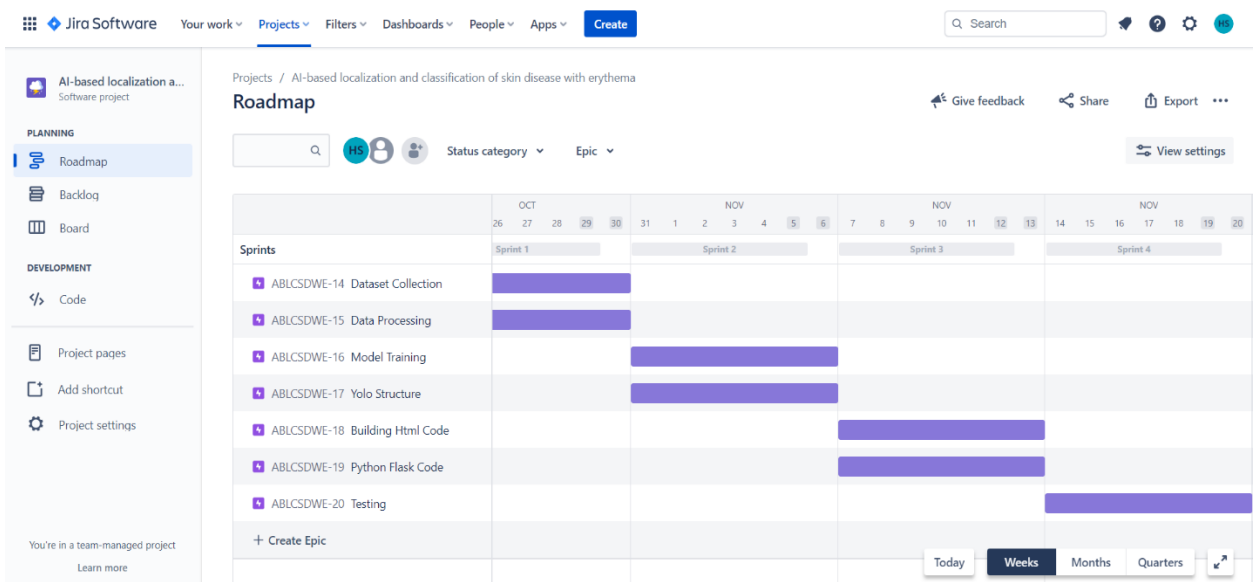 Jira Software Your work Projects Filters Dashboards People Apps Create Search HS
AI-based localization a...
Software project
PLANNING
Roadmap
Backlog
Board
DEVELOPMENT
Code
Project pages
Add shortcut
Project settings
You're in a team-managed project
Learn more
Projects / AI-based localization and classification of skin disease with erythema
Roadmap
Give feedback Share Export
HS Status category Epic View settings
OCT NOV NOV NOV
26 27 28 29 30 31 1 2 3 4 5 6 7 8 9 10 11 12 13 14 15 16 17 18 19 20
Sprints Sprint 1 Sprint 2 Sprint 3 Sprint 4
ABLCSDWE-14 Dataset Collection
ABLCSDWE-15 Data Processing
ABLCSDWE-16 Model Training
ABLCSDWE-17 Yolo Structure
ABLCSDWE-18 Building Html Code
ABLCSDWE-19 Python Flask Code
ABLCSDWE-20 Testing
+ Create Epic
Today Weeks Months Quarters